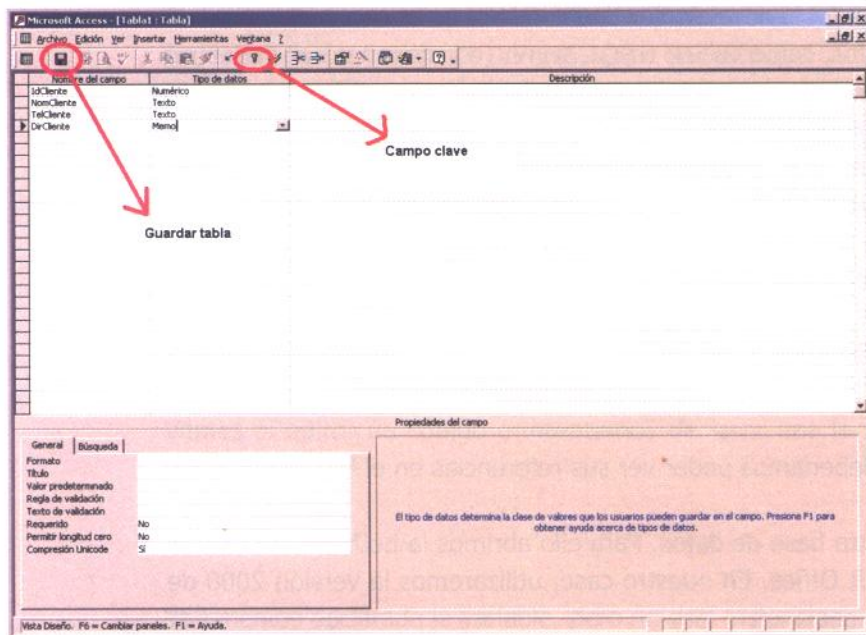 Microsoft Access - [Tabla1 : Tabla]
Archivo Edición Ver Insertar Herramientas Ventana ?
Nombre del campo Tipo de datos Descripción
IdCliente Numérico
NomCliente Texto
TelCliente Texto
DirCliente Memo
Campo clave
Guardar tabla
Propiedades del campo
General Búsqueda
Formato
Título
Valor predeterminado
Regla de validación
Texto de validación
Requerido No
Permitir longitud cero No
Compresión Unicode Sí
El tipo de datos determina la clase de valores que los usuarios pueden guardar en el campo. Presione F1 para
obtener ayuda acerca de tipos de datos.
Vista Diseño. F6 = Cambiar paneles. F1 = Ayuda.